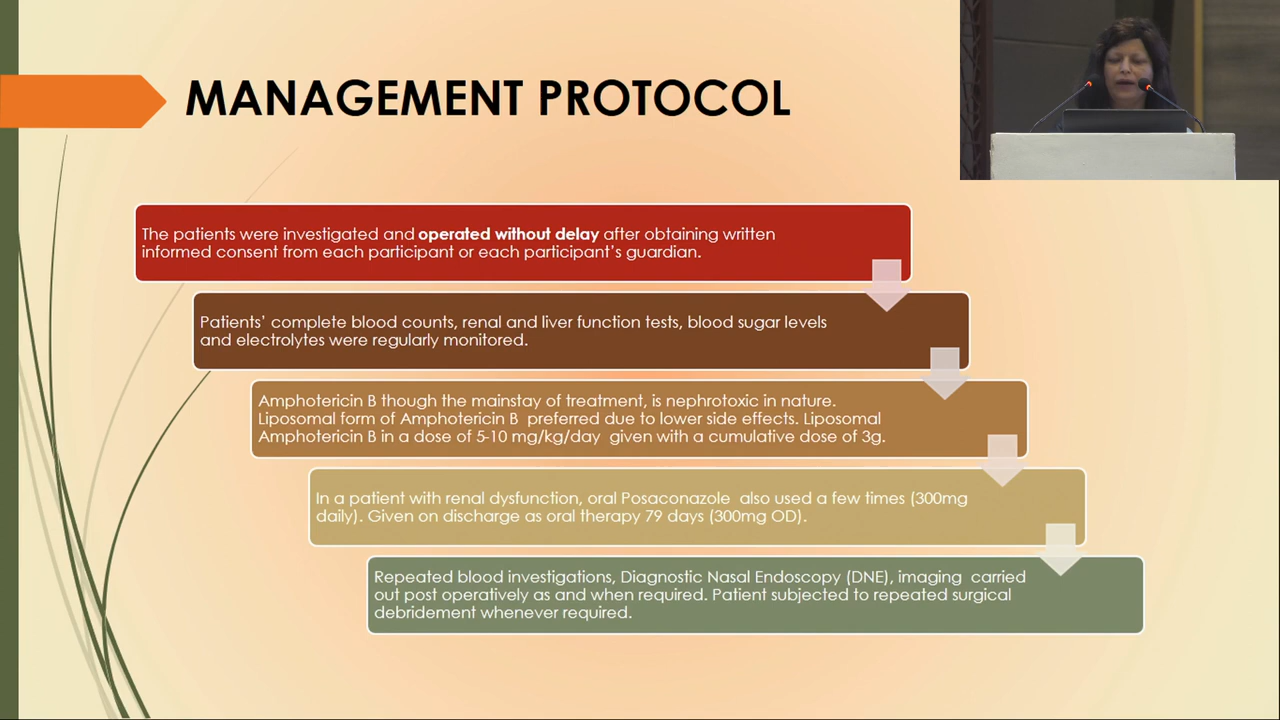 MANAGEMENT PROTOCOL
The patients were investigated and operated without delay after obtaining written
informed consent from each participant or each participant's guardian.
Patients' complete blood counts, renal and liver function tests, blood sugar levels
and electrolytes were regularly monitored.
Amphotericin B though the mainstay of treatment, is nephrotoxic in nature.
Liposomal form of Amphotericin B preferred due to lower side effects. Liposomal
Amphotericin B in a dose of 5-10 mg/kg/day given with a cumulative dose of 3g.
In a patient with renal dysfunction, oral Posaconazole also used a few times (300mg
daily). Given on discharge as oral therapy 79 days (300mg OD).
Repeated blood investigations, Diagnostic Nasal Endoscopy (DNE), imaging carried
out post operatively as and when required. Patient subjected to repeated surgical
debridement whenever required.